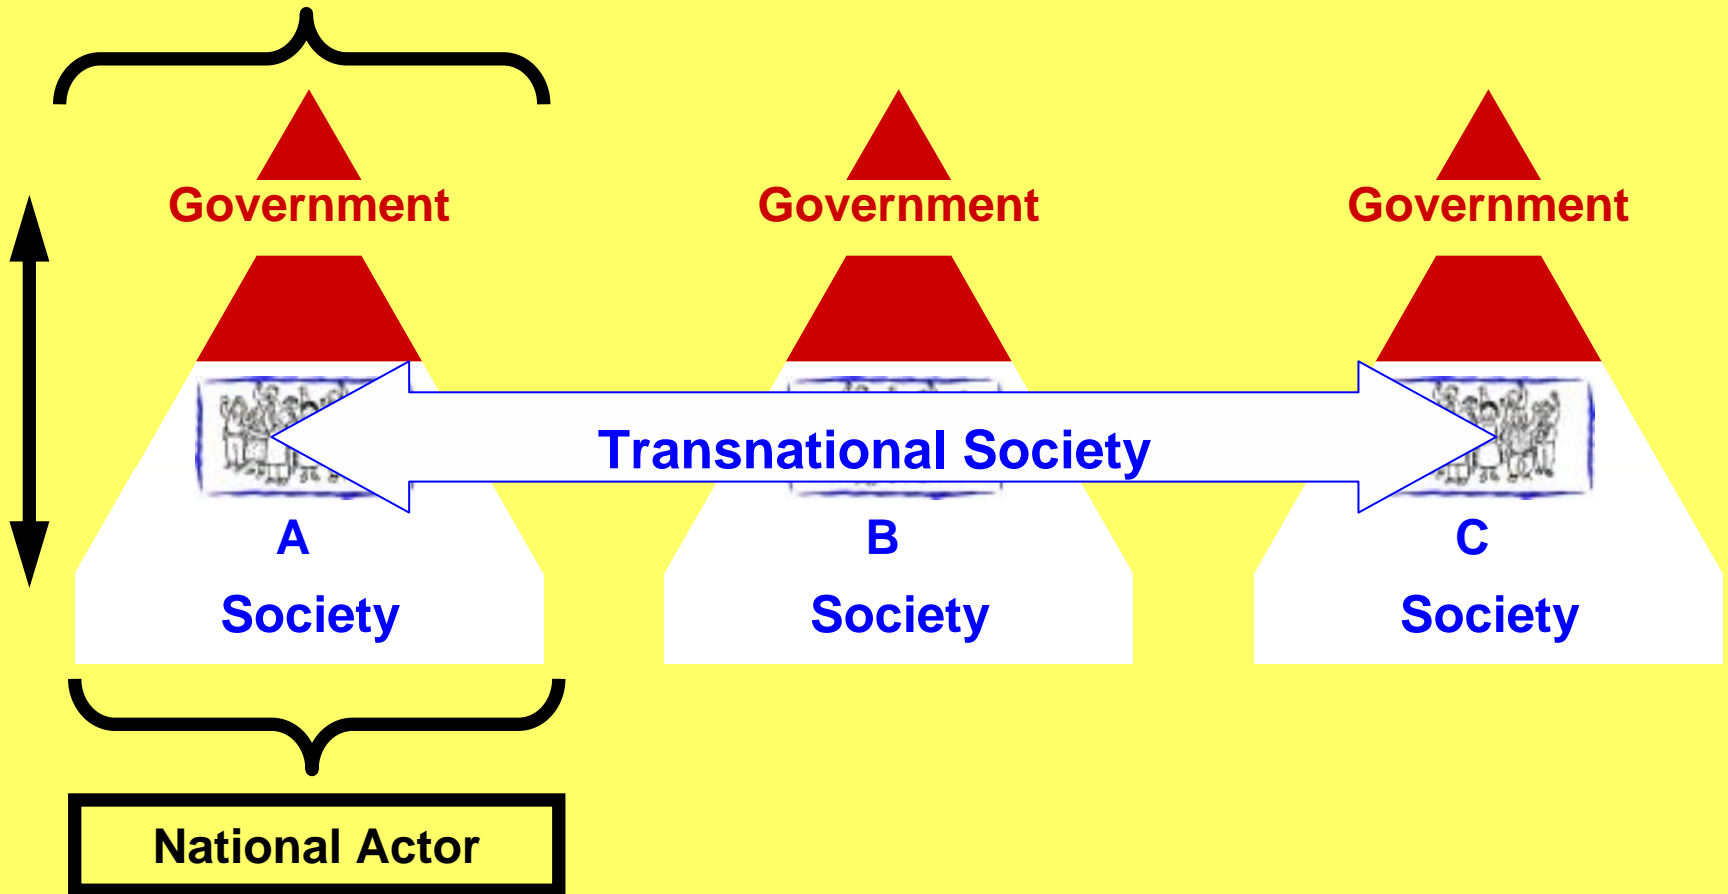 Government Government Government
Transnational Society
A B C
Society Society Society
National Actor